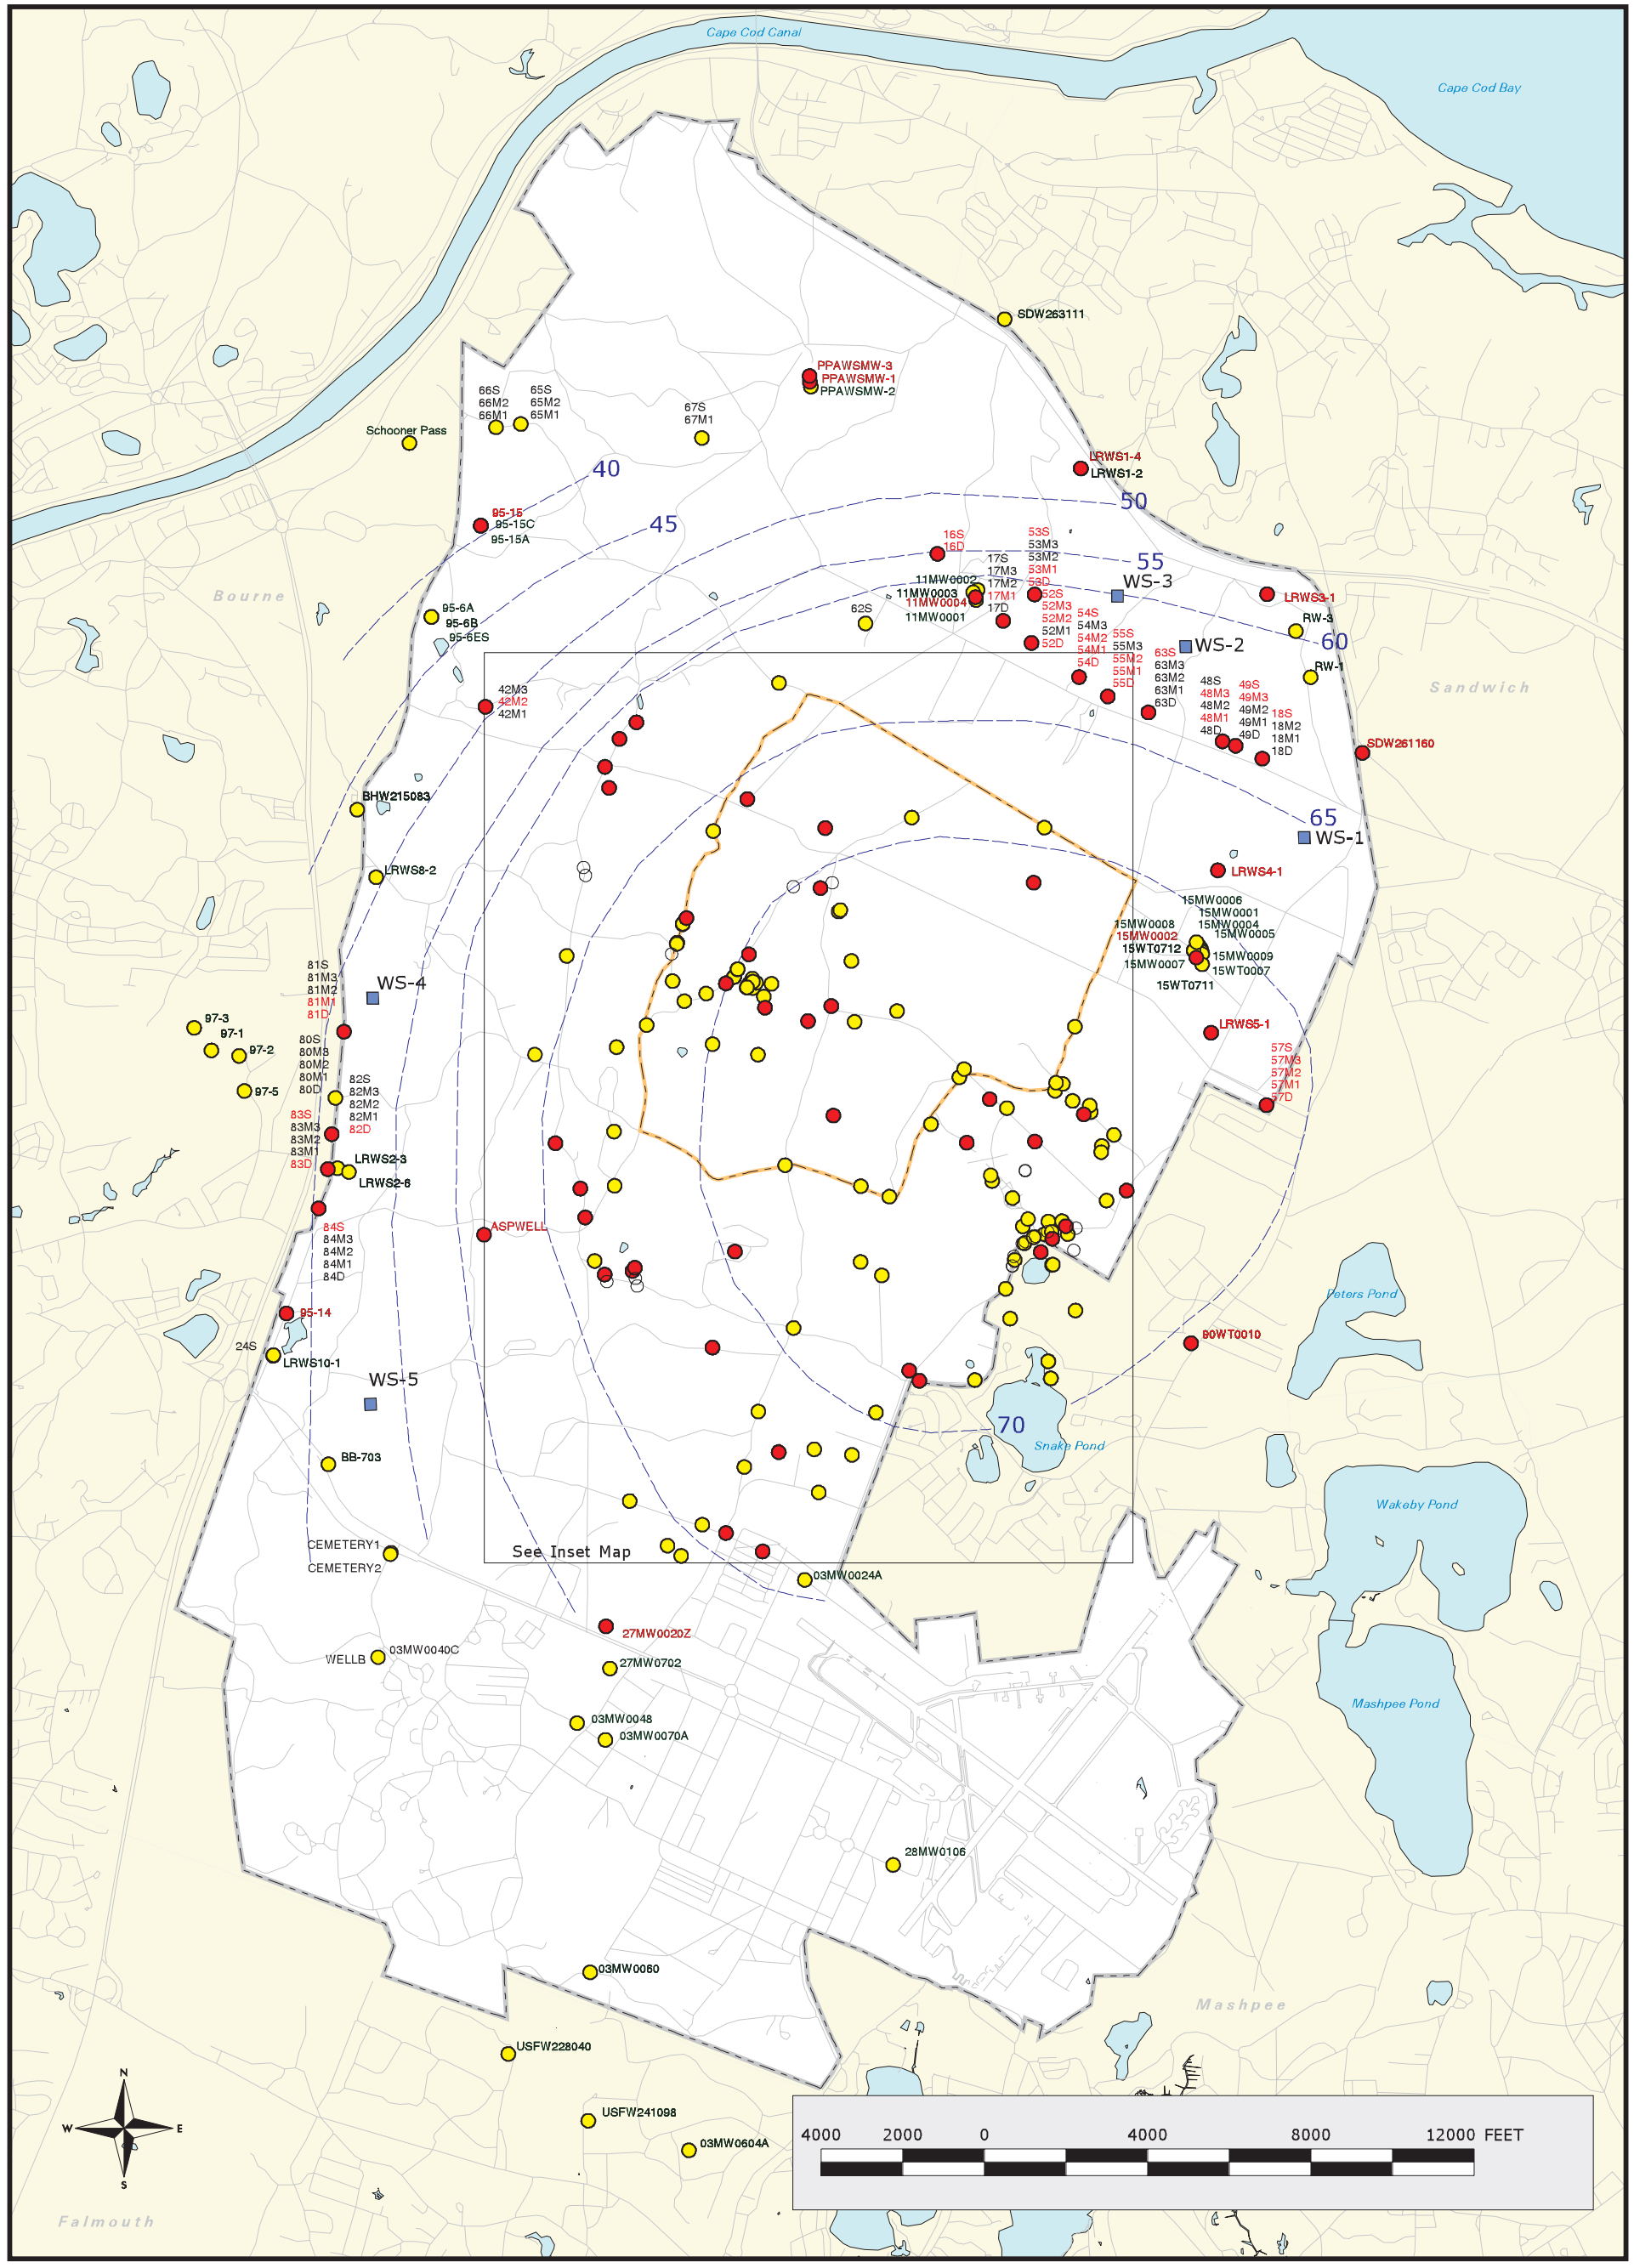 Cape Cod Canal
Cape Cod Bay
SDW263111
PPAWSMW-3
PPAWSMW-1
PPAWSMW-2
66S
66M2
66M1
65S
65M2
65M1
67S
67M1
Schooner Pass
LRWS1-4
LRWS1-2
40
45
50
55
60
65
70
95-15
95-15C
95-15A
16S
16D
53S
53M3
53M2
53M1
53D
17S
17M3
17M2
17M1
17D
11MW0002
11MW0003
11MW0004
11MW0001
WS-3
Bourne
LRWS3-1
52S
52M3
52M2
52M1
52D
62S
95-6A
95-6B
95-6ES
54S
54M3
54M2
54M1
54D
RW-3
55S
55M3
55M2
55M1
55D
WS-2
63S
63M3
63M2
63M1
63D
RW-1
48S
48M3
48M2
48M1
48D
49S
49M3
49M2
49M1
49D
18S
18M2
18M1
18D
Sandwich
42M3
42M2
42M1
SDW261160
BHW215083
WS-1
LRWS8-2
LRWS4-1
15MW0006
15MW0001
15MW0004
15MW0005
15MW0008
15MW0002
15WT0712
15MW0007
15MW0009
15WT0007
15WT0711
81S
81M3
81M2
81M1
81D
WS-4
97-3
97-1
97-2
97-5
LRWS5-1
80S
80M3
80M2
80M1
80D
57S
57M3
57M2
57M1
57D
82S
82M3
82M2
82M1
82D
83S
83M3
83M2
83M1
83D
LRWS2-3
LRWS2-6
84S
84M3
84M2
84M1
84D
ASPWELL
95-14
Peters Pond
90WT0010
24S
LRWS10-1
WS-5
Snake Pond
BB-703
Wakeby Pond
CEMETERY1
CEMETERY2
See Inset Map
03MW0024A
27MW0020Z
03MW0040C
WELLB
27MW0702
Mashpee Pond
03MW0048
03MW0070A
28MW0106
03MW0060
Mashpee
USFW228040
N
W E
S
USFW241098
03MW0604A
4000 2000 0 4000 8000 12000 FEET
Falmouth